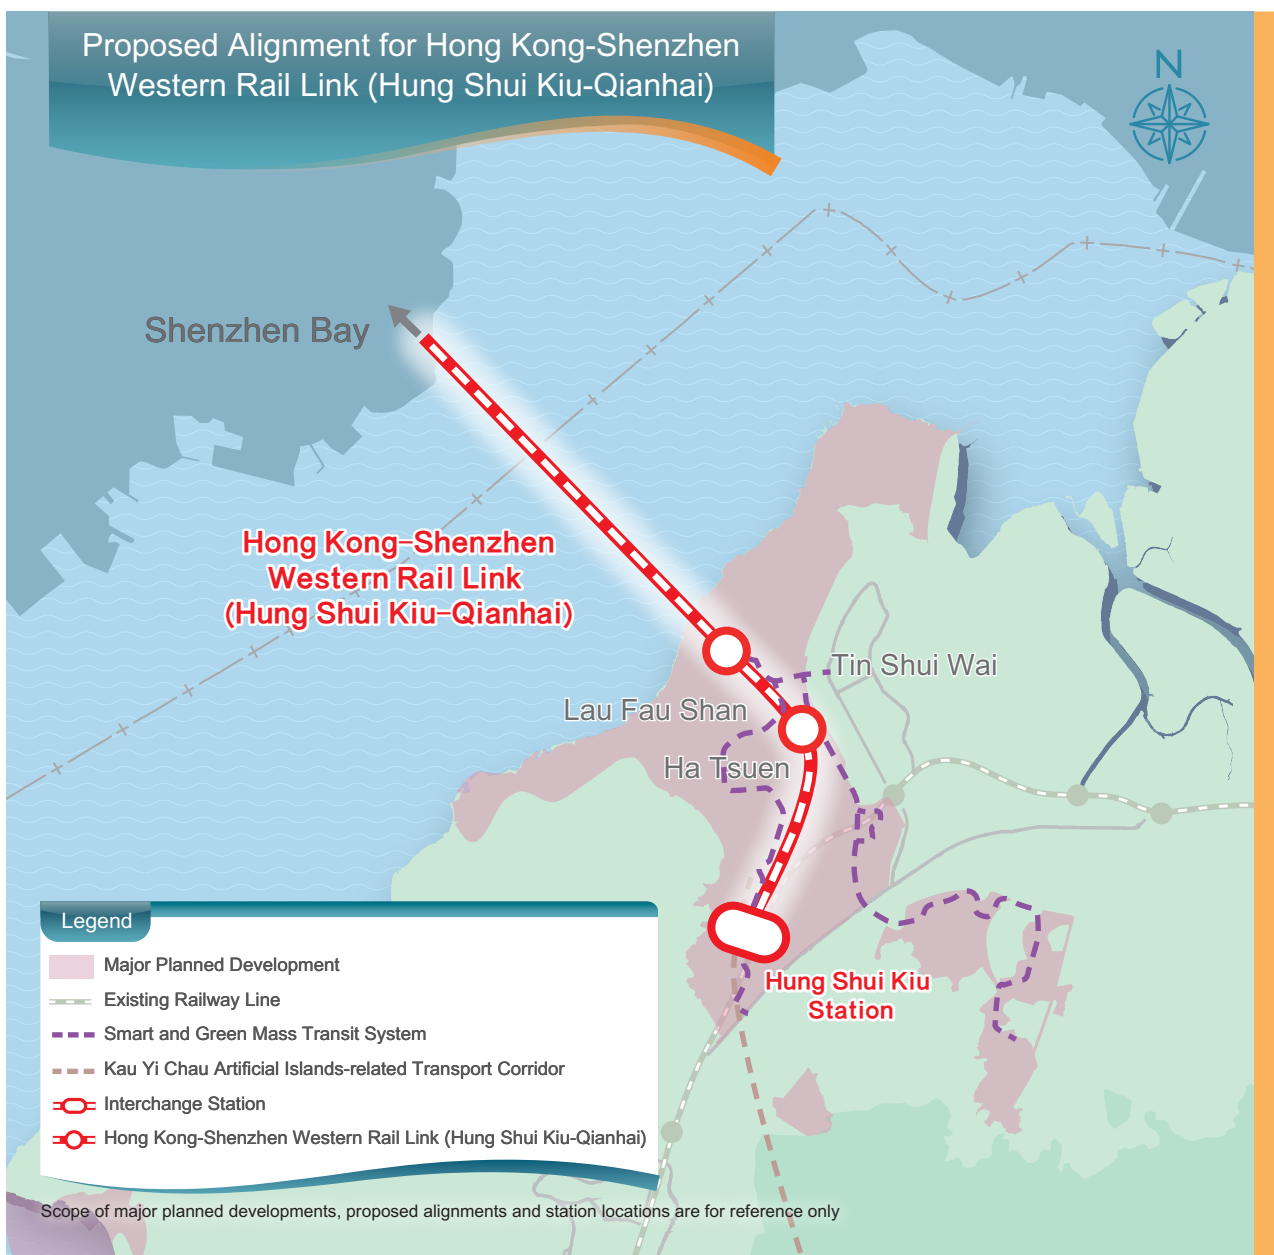 Proposed Alignment for Hong Kong-Shenzhen
Western Rail Link (Hung Shui Kiu-Qianhai)
N
Shenzhen Bay
Hong Kong-Shenzhen
Western Rail Link
(Hung Shui Kiu-Qianhai)
Tin Shui Wai
Lau Fau Shan
Ha Tsuen
Hung Shui Kiu
Station
Legend
Major Planned Development
Existing Railway Line
Smart and Green Mass Transit System
Kau Yi Chau Artificial Islands-related Transport Corridor
Interchange Station
Hong Kong-Shenzhen Western Rail Link (Hung Shui Kiu-Qianhai)
Scope of major planned developments, proposed alignments and station locations are for reference only